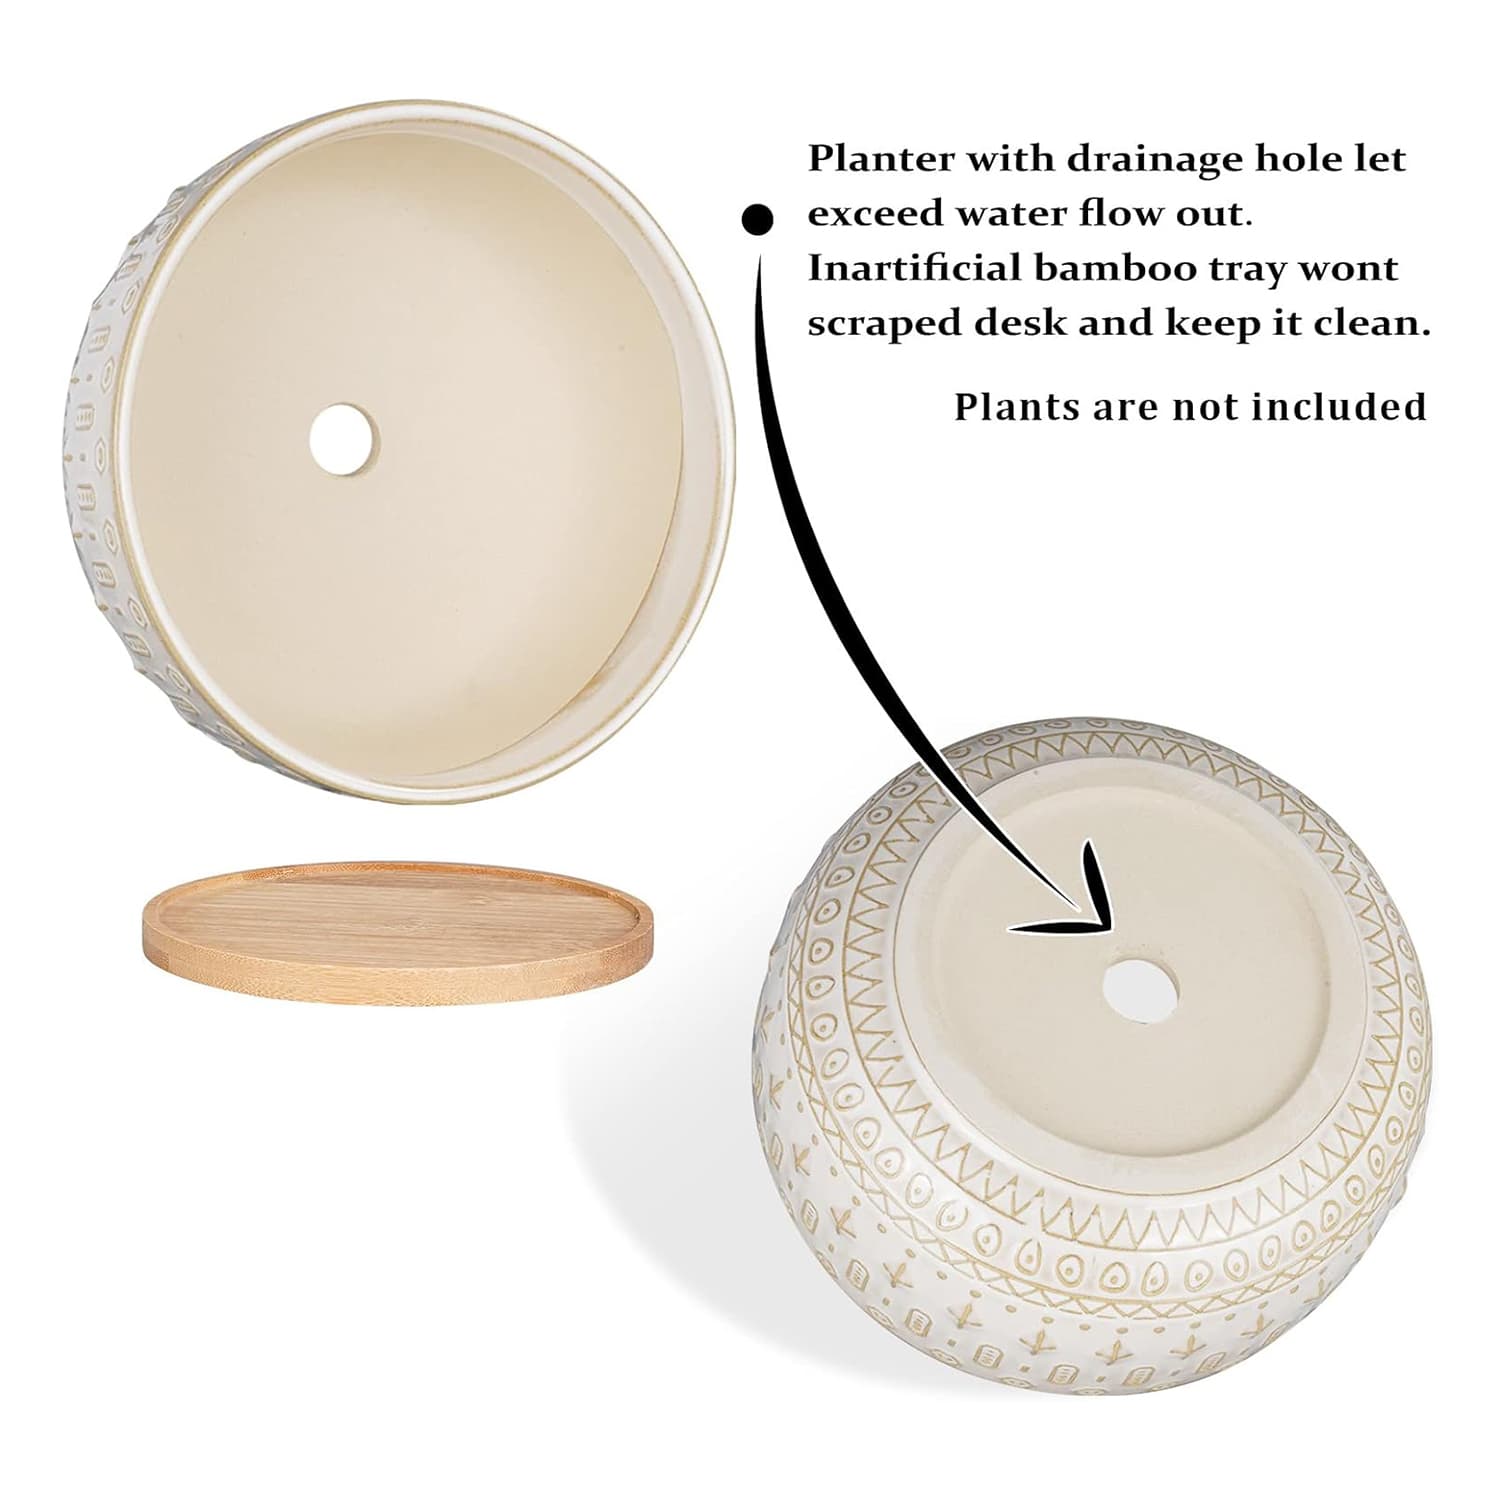 Planter with drainage hole let
exceed water flow out.
Inartificial bamboo tray wont
scraped desk and keep it clean.
Plants are not included